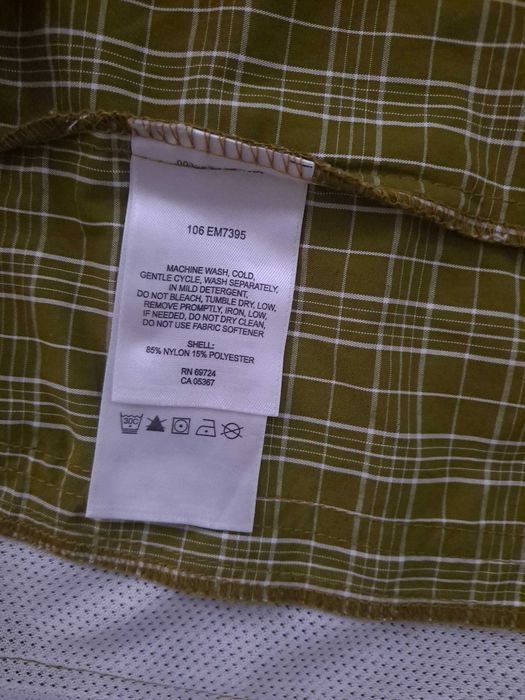 106 EM7395
MACHINE WASH, COLD,
GENTLE CYCLE, WASH SEPARATELY,
IN MILD DETERGENT,
DO NOT BLEACH, TUMBLE DRY, LOW,
REMOVE PROMPTLY, IRON, LOW,
IF NEEDED, DO NOT DRY CLEAN,
DO NOT USE FABRIC SOFTENER
SHELL:
85% NYLON 15% POLYESTER
RN 69724
CA 05367
30C